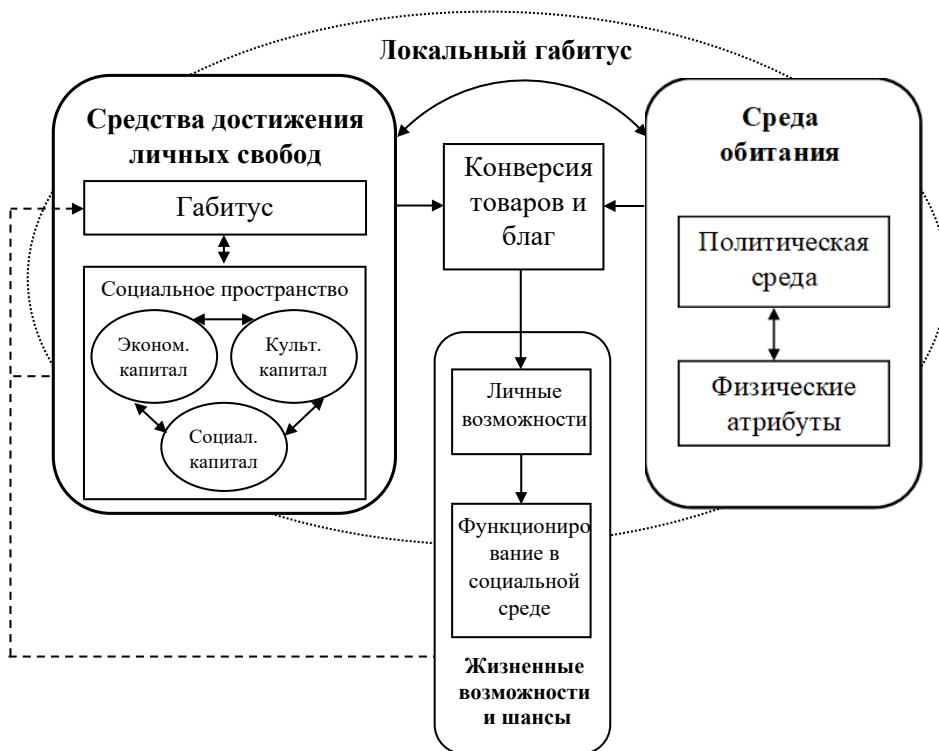 Локальный габитус
Средства достижения
личных свобод
Габитус
Социальное пространство
Эконом.
капитал
Культ.
капитал
Социал.
капитал
Конверсия
товаров и
благ
Личные
возможности
Функциониро
вание в
социальной
среде
Жизненные
возможности
и шансы
Среда
обитания
Политическая
среда
Физические
атрибуты